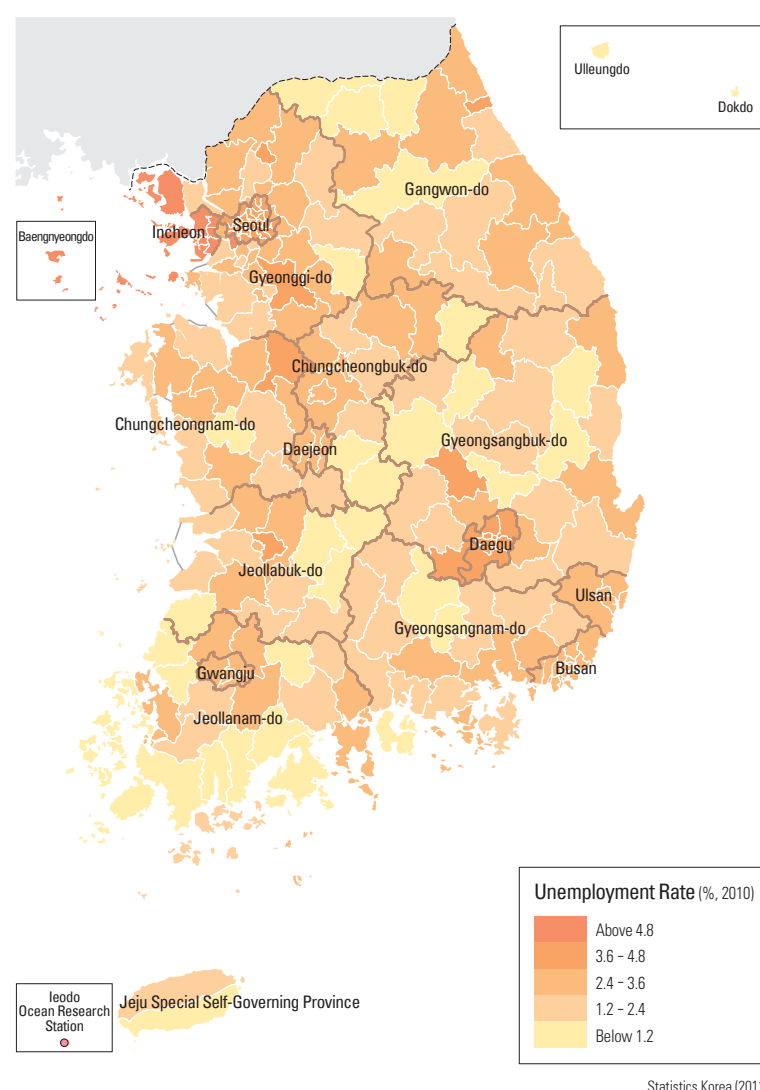 Ulleungdo
Dokdo
Gangwon-do
Baengnyeongdo
Incheon
Seoul
Gyeonggi-do
Chungcheongbuk-do
Chungcheongnam-do
Daejeon
Gyeongsangbuk-do
Daegu
Jeollabuk-do
Ulsan
Gyeongsangnam-do
Busan
Gwangju
Jeollanam-do
Unemployment Rate (%, 2010)
Above 4.8
3.6 - 4.8
2.4 - 3.6
1.2 - 2.4
Below 1.2
Ieodo
Ocean Research
Station
Jeju Special Self-Governing Province
Statistics Korea